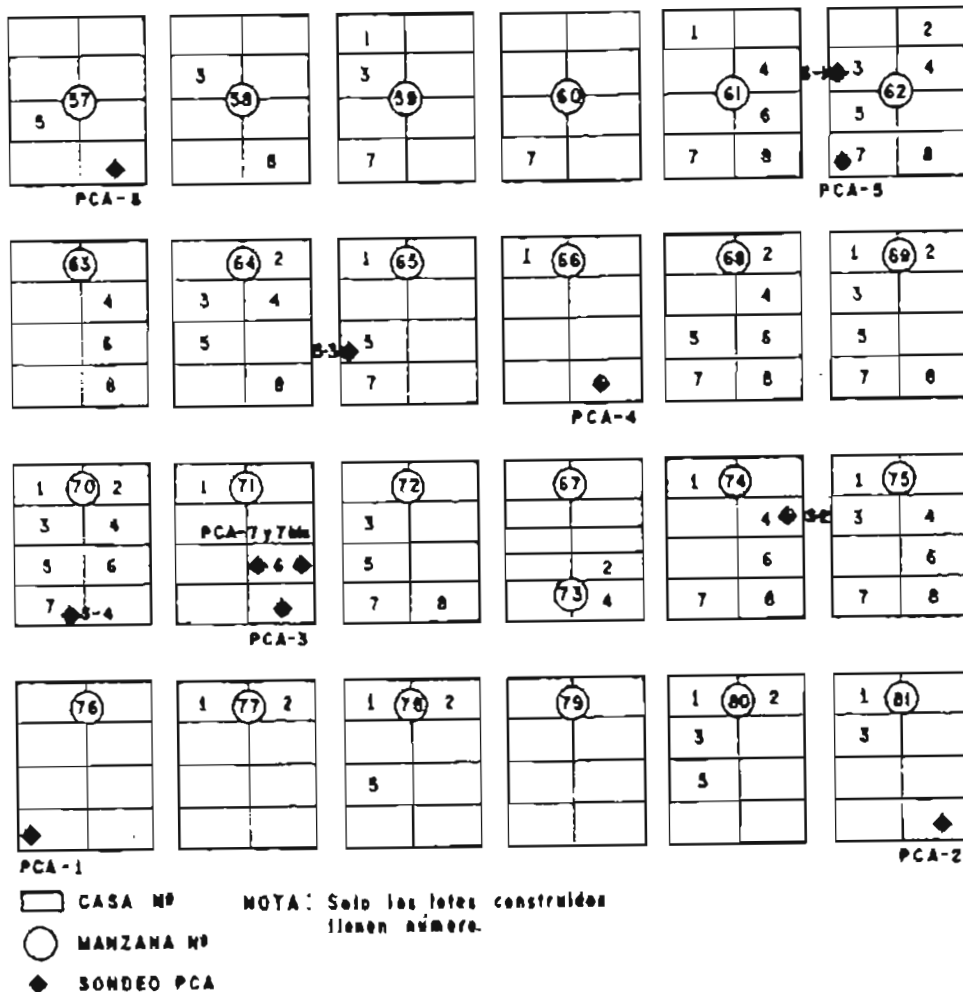 1 2
3 3 4 3 4
57 58 59 60 61 62
5 6 5
7 7 7 8 7 8
PCA-5
63 64 2 1 65 1 66 68 2 1 69 2
4 3 4 4 3
6 5 5 5 6 5
8 8 7 7 8 7 8
PCA-4
1 70 2 1 71 72 67 1 74 1 75
3 4 3 4 3 4
PCA-7 y 7bis
5 6 6 5 2 6 6
7 7 8 73 4 7 8 7 8
PCA-3
76 1 77 2 1 78 2 79 1 80 2 1 81
3 3
5 5
PCA-1 PCA-2
CASA Nº
NOTA: Solo los lotes construidos
tienen número.
MANZANA Nº
SONDEO PCA